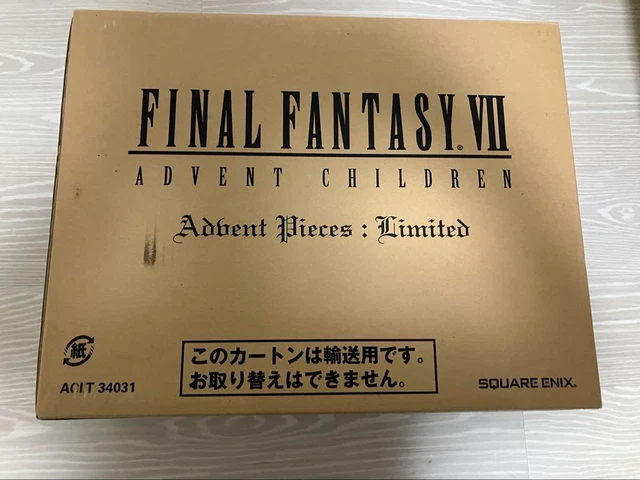 FINAL FANTASY® VII
ADVENT CHILDREN
Advent Pieces : Limited
紙
このカートンは輸送用です。
お取り替えはできません。
ACLT 34031
SQUARE ENIX.